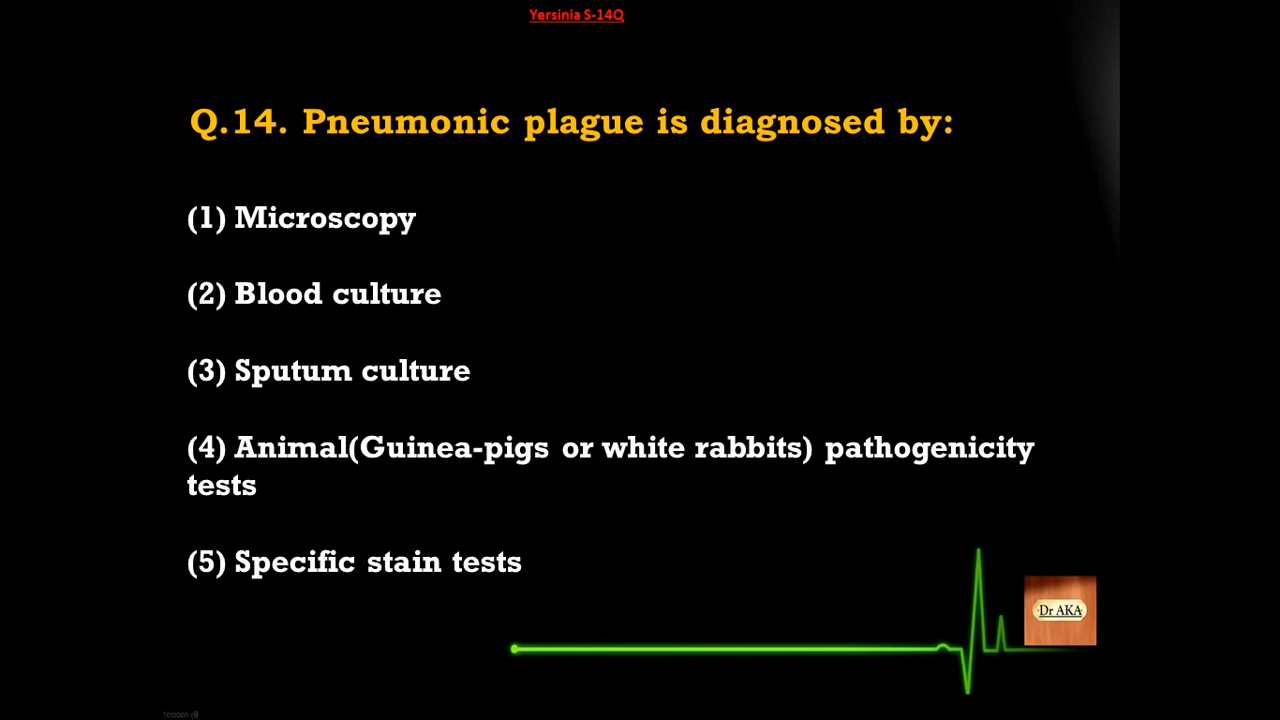 Yersinia S-14Q
Q.14. Pneumonic plague is diagnosed by:
(1) Microscopy
(2) Blood culture
(3) Sputum culture
(4) Animal(Guinea-pigs or white rabbits) pathogenicity
tests
(5) Specific stain tests
Dr AKA